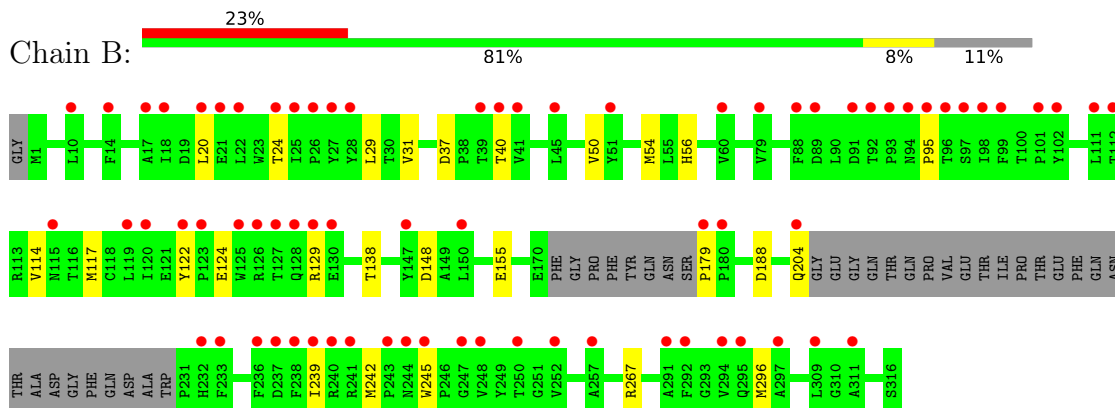 23%
Chain B:
81% 8% 11%
GLY M1 L10 F14 A17 I18 D19 L20 E21 L22 W23 T24 I25 P26 Y27 Y28 L29 T30 V31 D37 P38 T39 T40 V41 L45 V50 Y51 M54 L55 H56 V60 V79 F88 D89 L90 D91 T92 P93 N94 P95 T96 S97 I98 F99 T100 P101 Y102 L111 T112
R113 V114 N115 T116 M117 C118 L119 I120 E121 Y122 P123 E124 W125 R126 T127 Q128 R129 E130 T138 Y147 D148 A149 L150 E155 E170 PHE GLY PRO PHE TYR GLN ASN SER P179 P180 D188 Q204 GLY GLU GLY GLN THR GLN PRO VAL GLU THR ILE PRO THR GLU PHE GLN ASN
THR ALA ASP GLY PHE GLN ASP ALA TRP P231 H232 F233 F236 D237 F238 I239 R240 R241 M242 P243 N244 W245 P246 G247 V248 Y249 T250 G251 V252 A257 R267 A291 F292 G293 V294 Q295 M296 A297 L309 G310 A311 S316